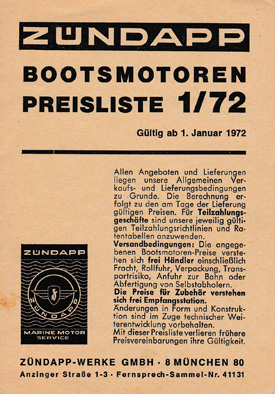 ZÜNDAPP
BOOTSMOTOREN
PREISLISTE 1/72
Gültig ab 1. Januar 1972
Allen Angeboten und Lieferungen
liegen unsere Allgemeinen Ver-
kaufs- und Lieferungsbedingungen
zu Grunde. Die Berechnung er-
folgt zu den am Tage der Lieferung
gültigen Preisen. Für Teilzahlungs-
geschäfte sind unsere jeweilig gülti-
gen Teilzahlungsrichtlinien und Ra-
tentabellen anzuwenden.
Versandbedingungen: Die angege-
benen Bootsmotoren-Preise verste-
hen sich frei Händler einschließlich
Fracht, Rollfuhr, Verpackung, Trans-
portrisiko, Anfuhr zur Bahn oder
Abfertigung von Selbstabholern.
Die Preise für Zubehör verstehen
sich frei Empfangsstation.
Änderungen in Form und Konstruk-
tion sind im Zuge technischer Wei-
terentwicklung vorbehalten.
Mit dieser Preisliste verlieren frühere
Preisvereinbarungen ihre Gültigkeit.
ZÜNDAPP
ZÜNDAPP
MARINE MOTOR
SERVICE
ZÜNDAPP-WERKE GMBH · 8 MÜNCHEN 80
Anzinger Straße 1-3 · Fernsprech-Sammel-Nr. 41131